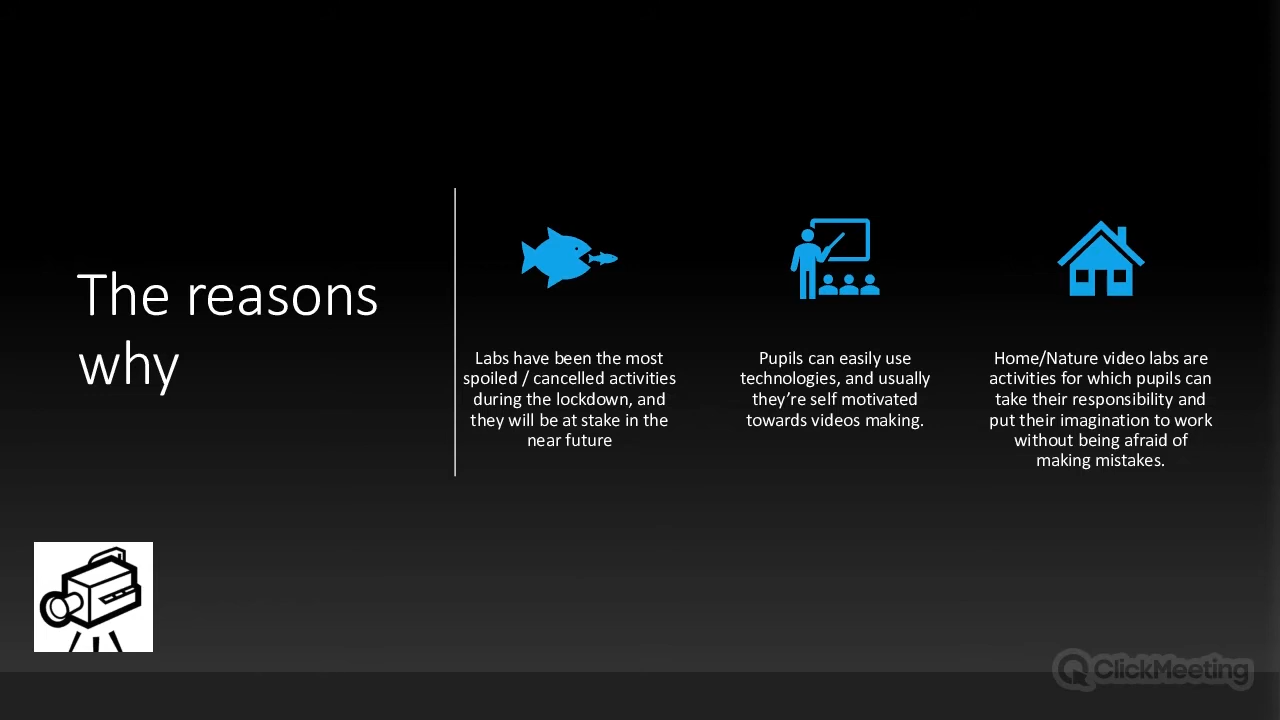 The reasons
why
Labs have been the most
spoiled / cancelled activities
during the lockdown, and
they will be at stake in the
near future
Pupils can easily use
technologies, and usually
they’re self motivated
towards videos making.
Home/Nature video labs are
activities for which pupils can
take their responsibility and
put their imagination to work
without being afraid of
making mistakes.
ClickMeeting